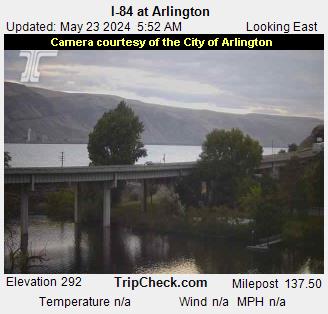 I-84 at Arlington
Updated: May 23 2024 5:52 AM Looking East
Camera courtesy of the City of Arlington
Elevation 292 TripCheck.com Milepost 137.50
Temperature n/a Wind n/a MPH n/a